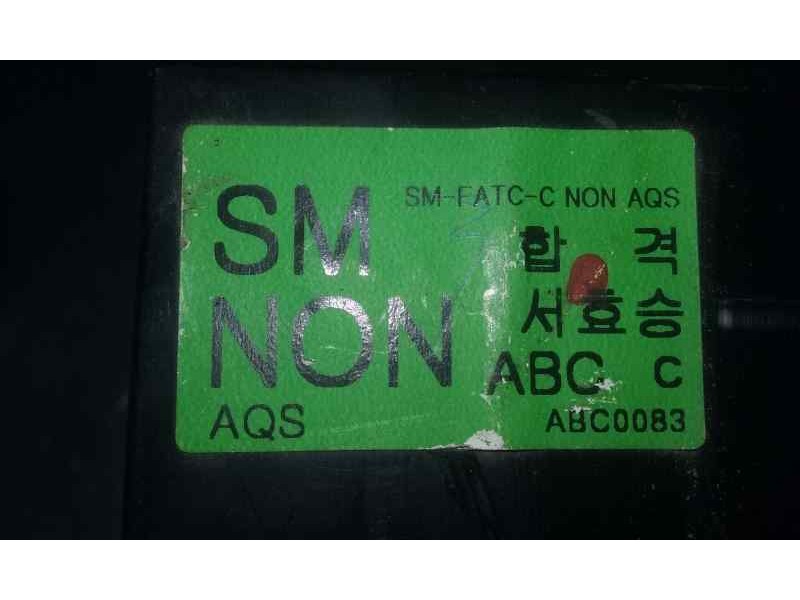 SM
NON
AQS
SM-FATC-C NON AQS
합 격
서효승
ABC C
ABC0083